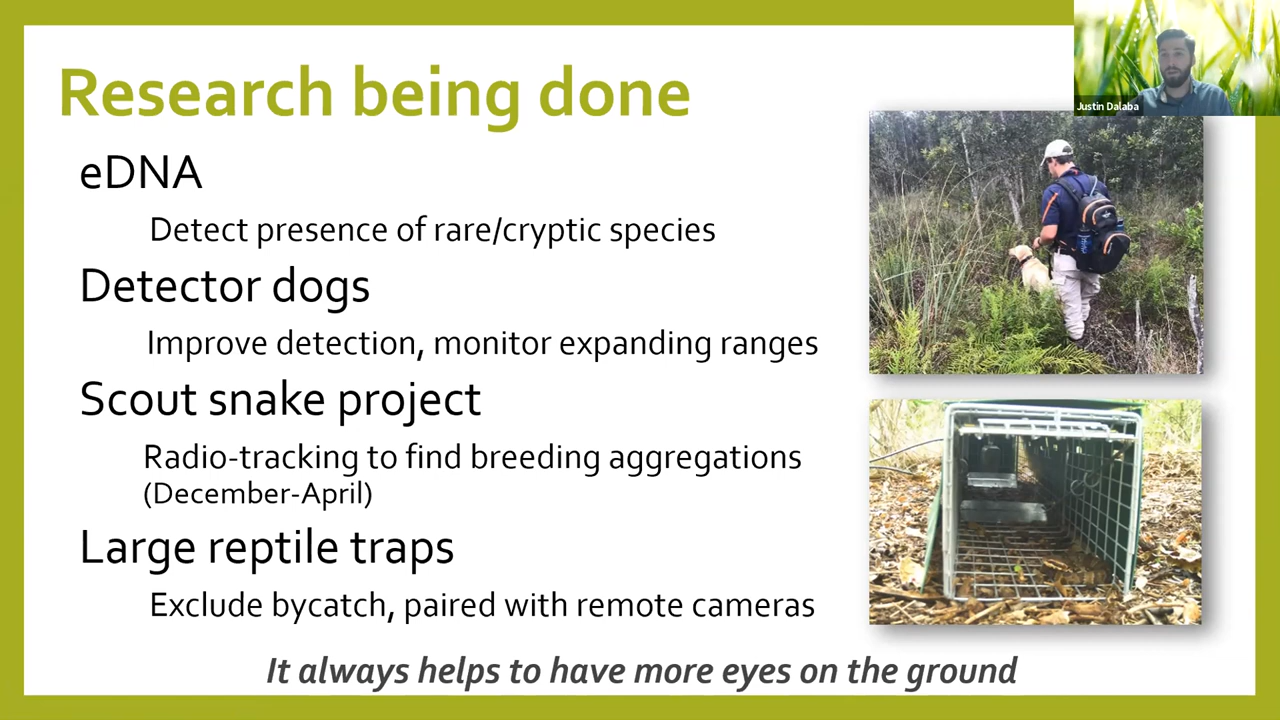 Research being done
Justin Dalaba
eDNA
Detect presence of rare/cryptic species
Detector dogs
Improve detection, monitor expanding ranges
Scout snake project
Radio-tracking to find breeding aggregations
(December-April)
Large reptile traps
Exclude bycatch, paired with remote cameras
It always helps to have more eyes on the ground